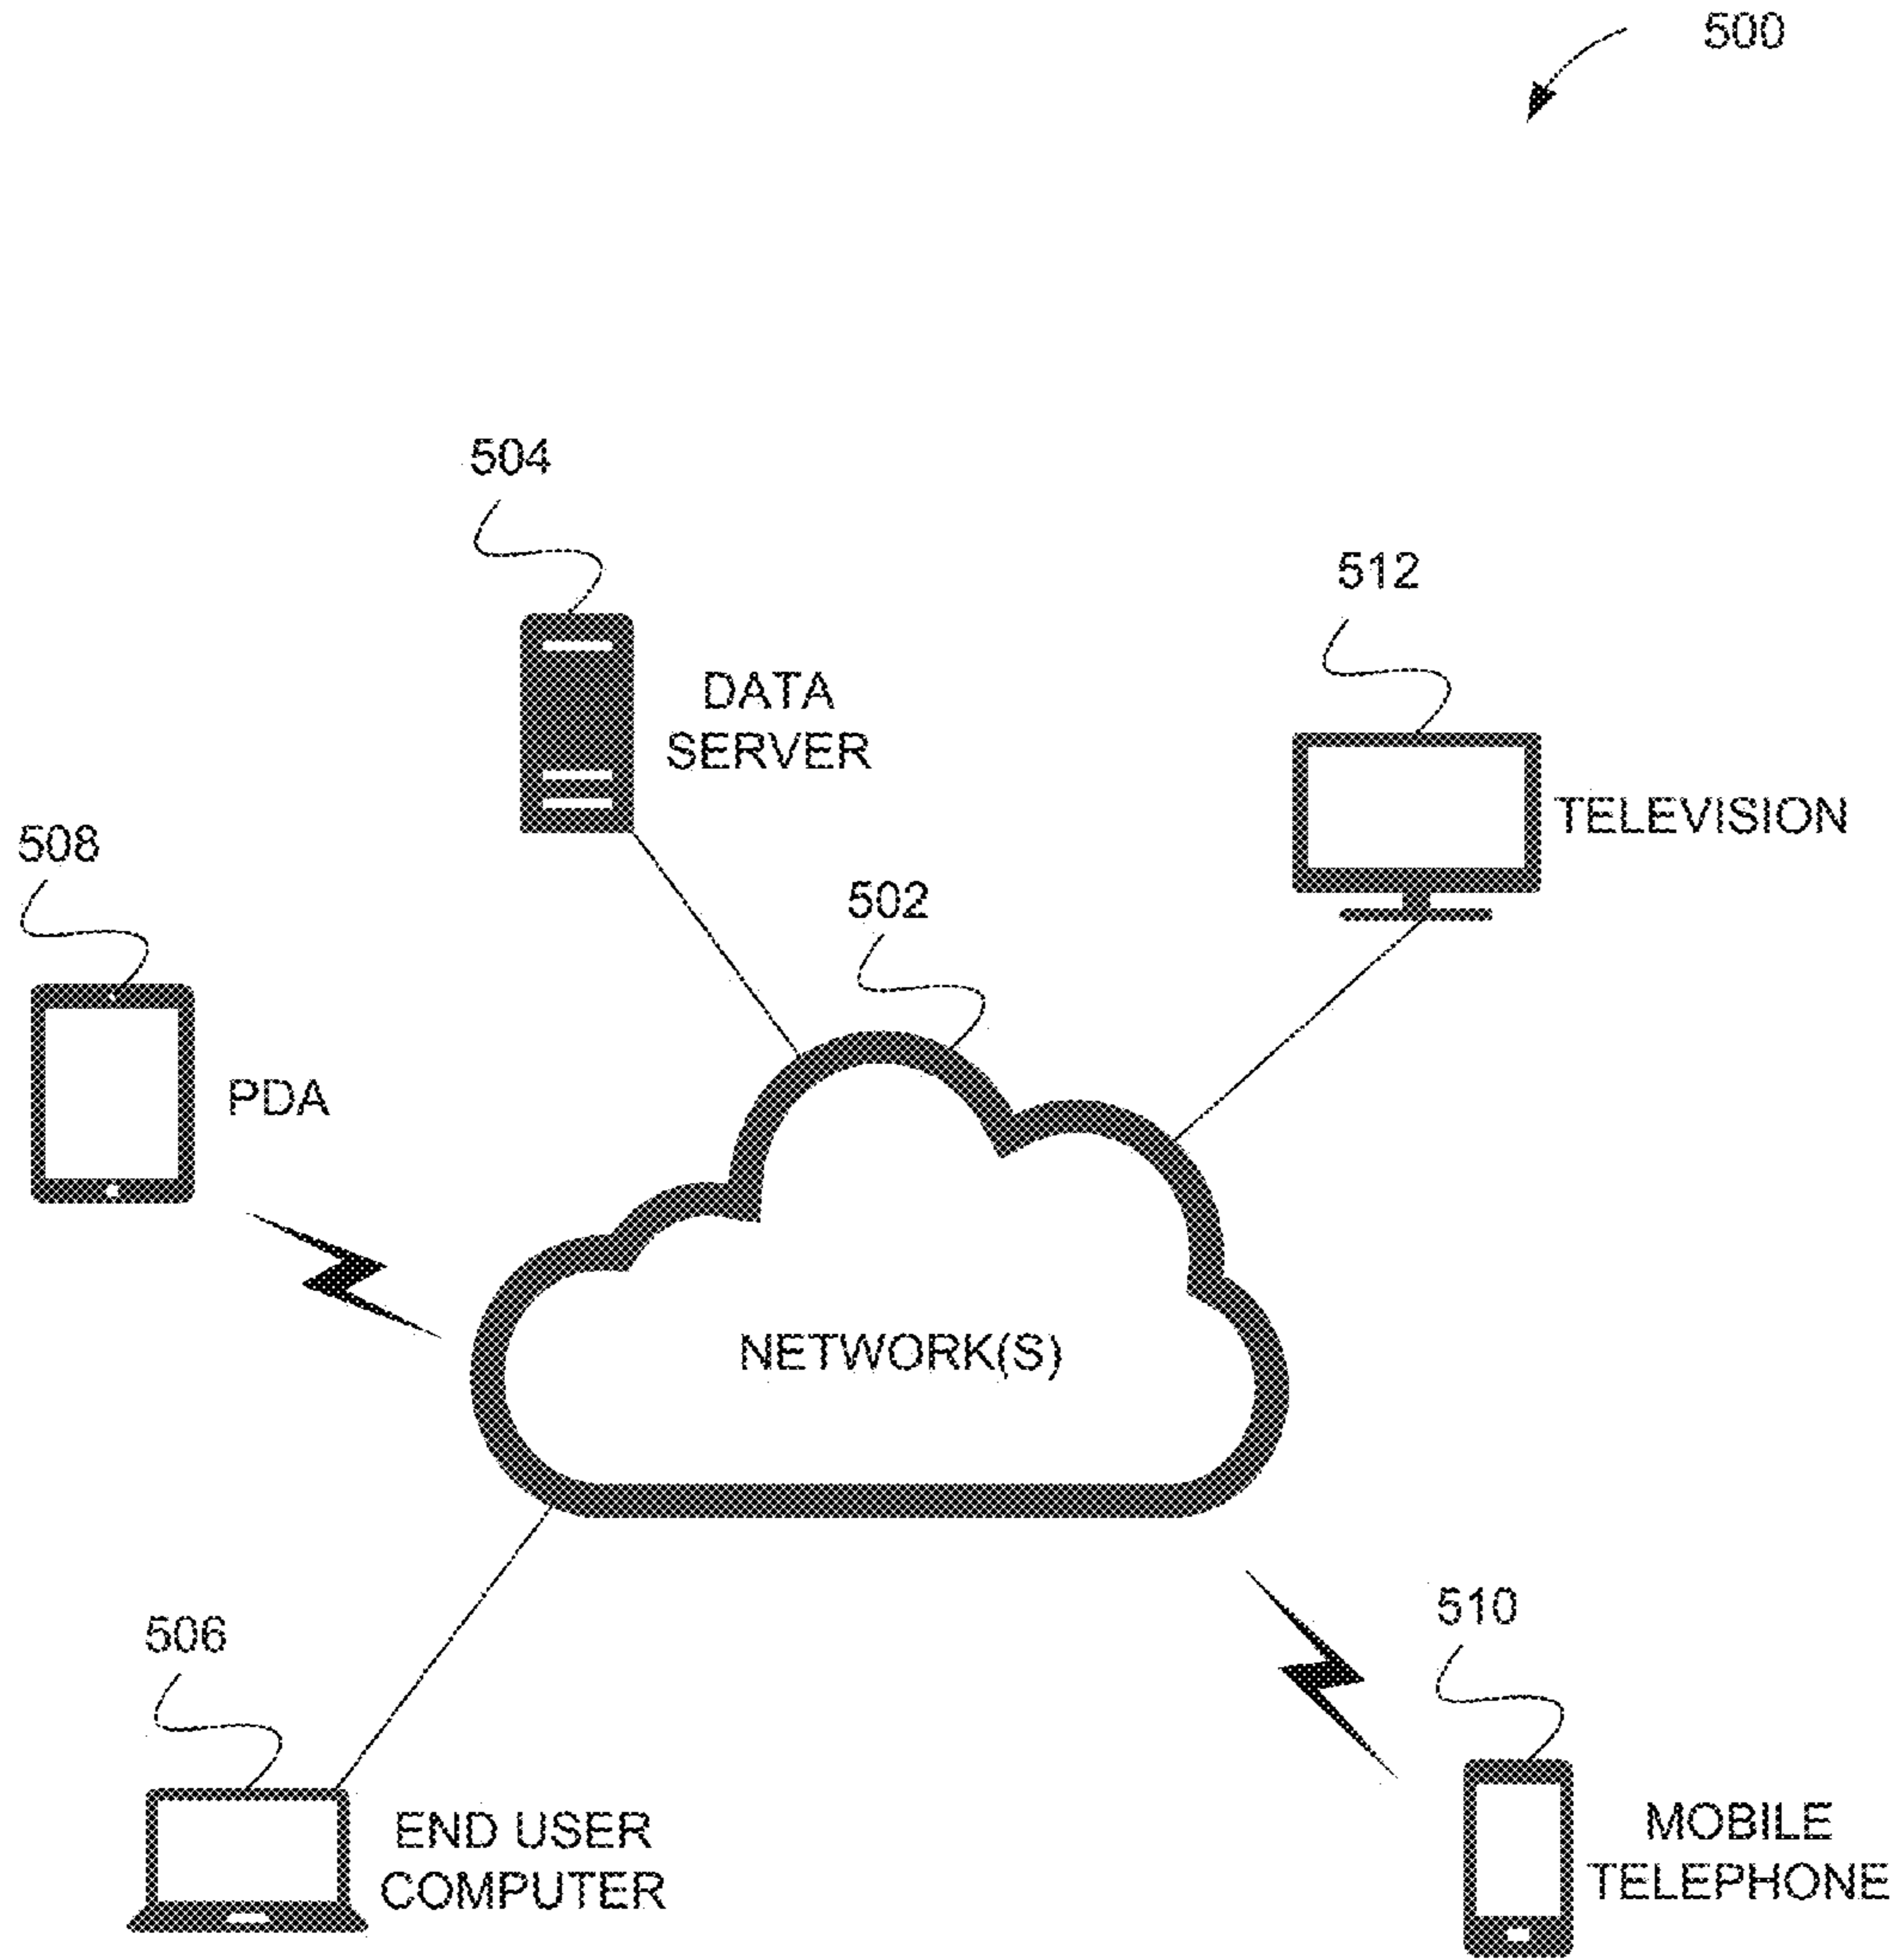 500
504
DATA
SERVER
512
TELEVISION
508
PDA
502
NETWORK(S)
506
END USER
COMPUTER
510
MOBILE
TELEPHONE